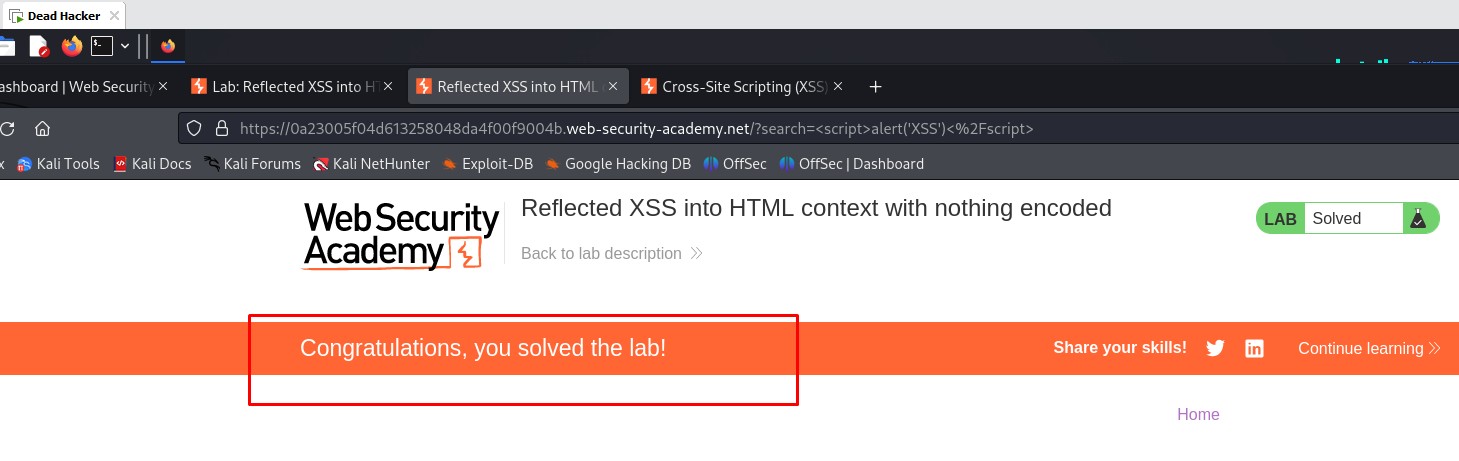 Dead Hacker
ashboard | Web Security
Lab: Reflected XSS into HT
Reflected XSS into HTML
Cross-Site Scripting (XSS)
https://0a23005f04d613258048da4f00f9004b.web-security-academy.net/?search=<script>alert('XSS')<%2Fscript>
x Kali Tools Kali Docs Kali Forums Kali NetHunter Exploit-DB Google Hacking DB OffSec OffSec | Dashboard
Web Security
Academy
Reflected XSS into HTML context with nothing encoded
Back to lab description
LAB Solved
Congratulations, you solved the lab!
Share your skills!
Continue learning
Home